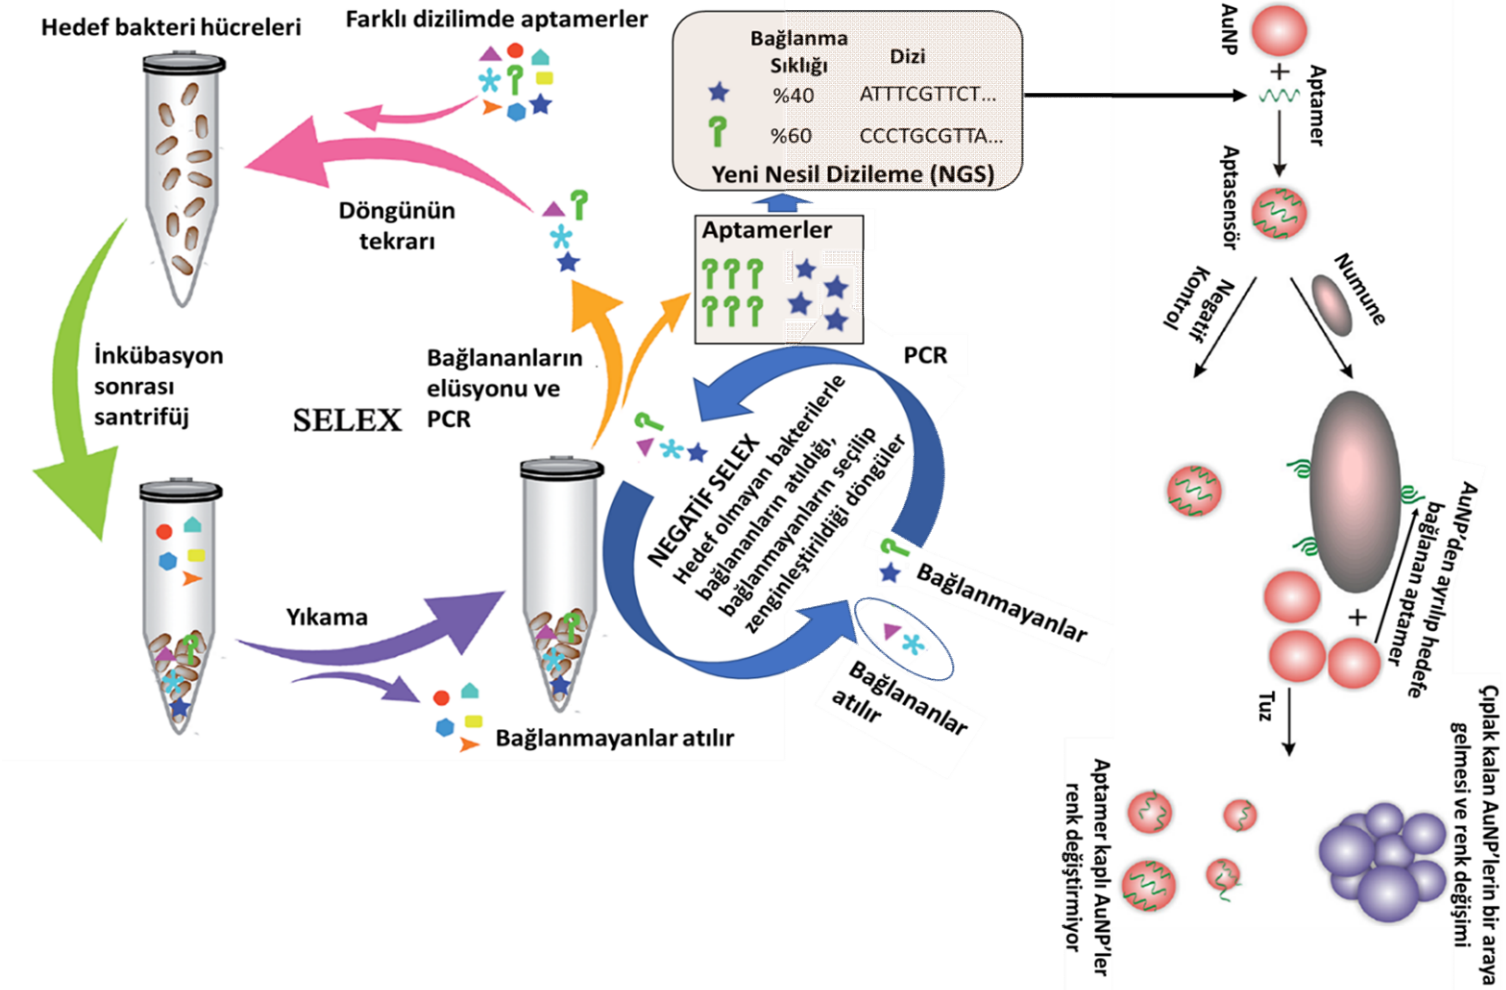 Hedef bakteri hücreleri
Farklı dizilimde aptamerler
Döngünün
tekrarı
İnkübasyon
sonrası
santrifüj
SELEX
Bağlananların
elüsyonu ve
PCR
Yıkama
Bağlanmayanlar atılır
Bağlanma
Sıklığı
Dizi
%40
ATTTCGTTCT...
%60
CCCTGCGTTA...
Yeni Nesil Dizileme (NGS)
Aptamerler
PCR
NEGATİF SELEX
Hedef olmayan bakterilerle
bağlananların atıldığı,
bağlanmayanların seçilip
zenginleştirildiği döngüler
Bağlanmayanlar
Bağlananlar
atılır
AuNP
+
Aptamer
Aptasensör
Negatif
Kontrol
Numune
+
AuNP'den ayrılıp hedefe
bağlanan aptamer
Tuz
Aptamer kaplı AuNP'ler
renk değiştirmiyor
Çıplak kalan AuNP'lerin bir araya
gelmesi ve renk değişimi